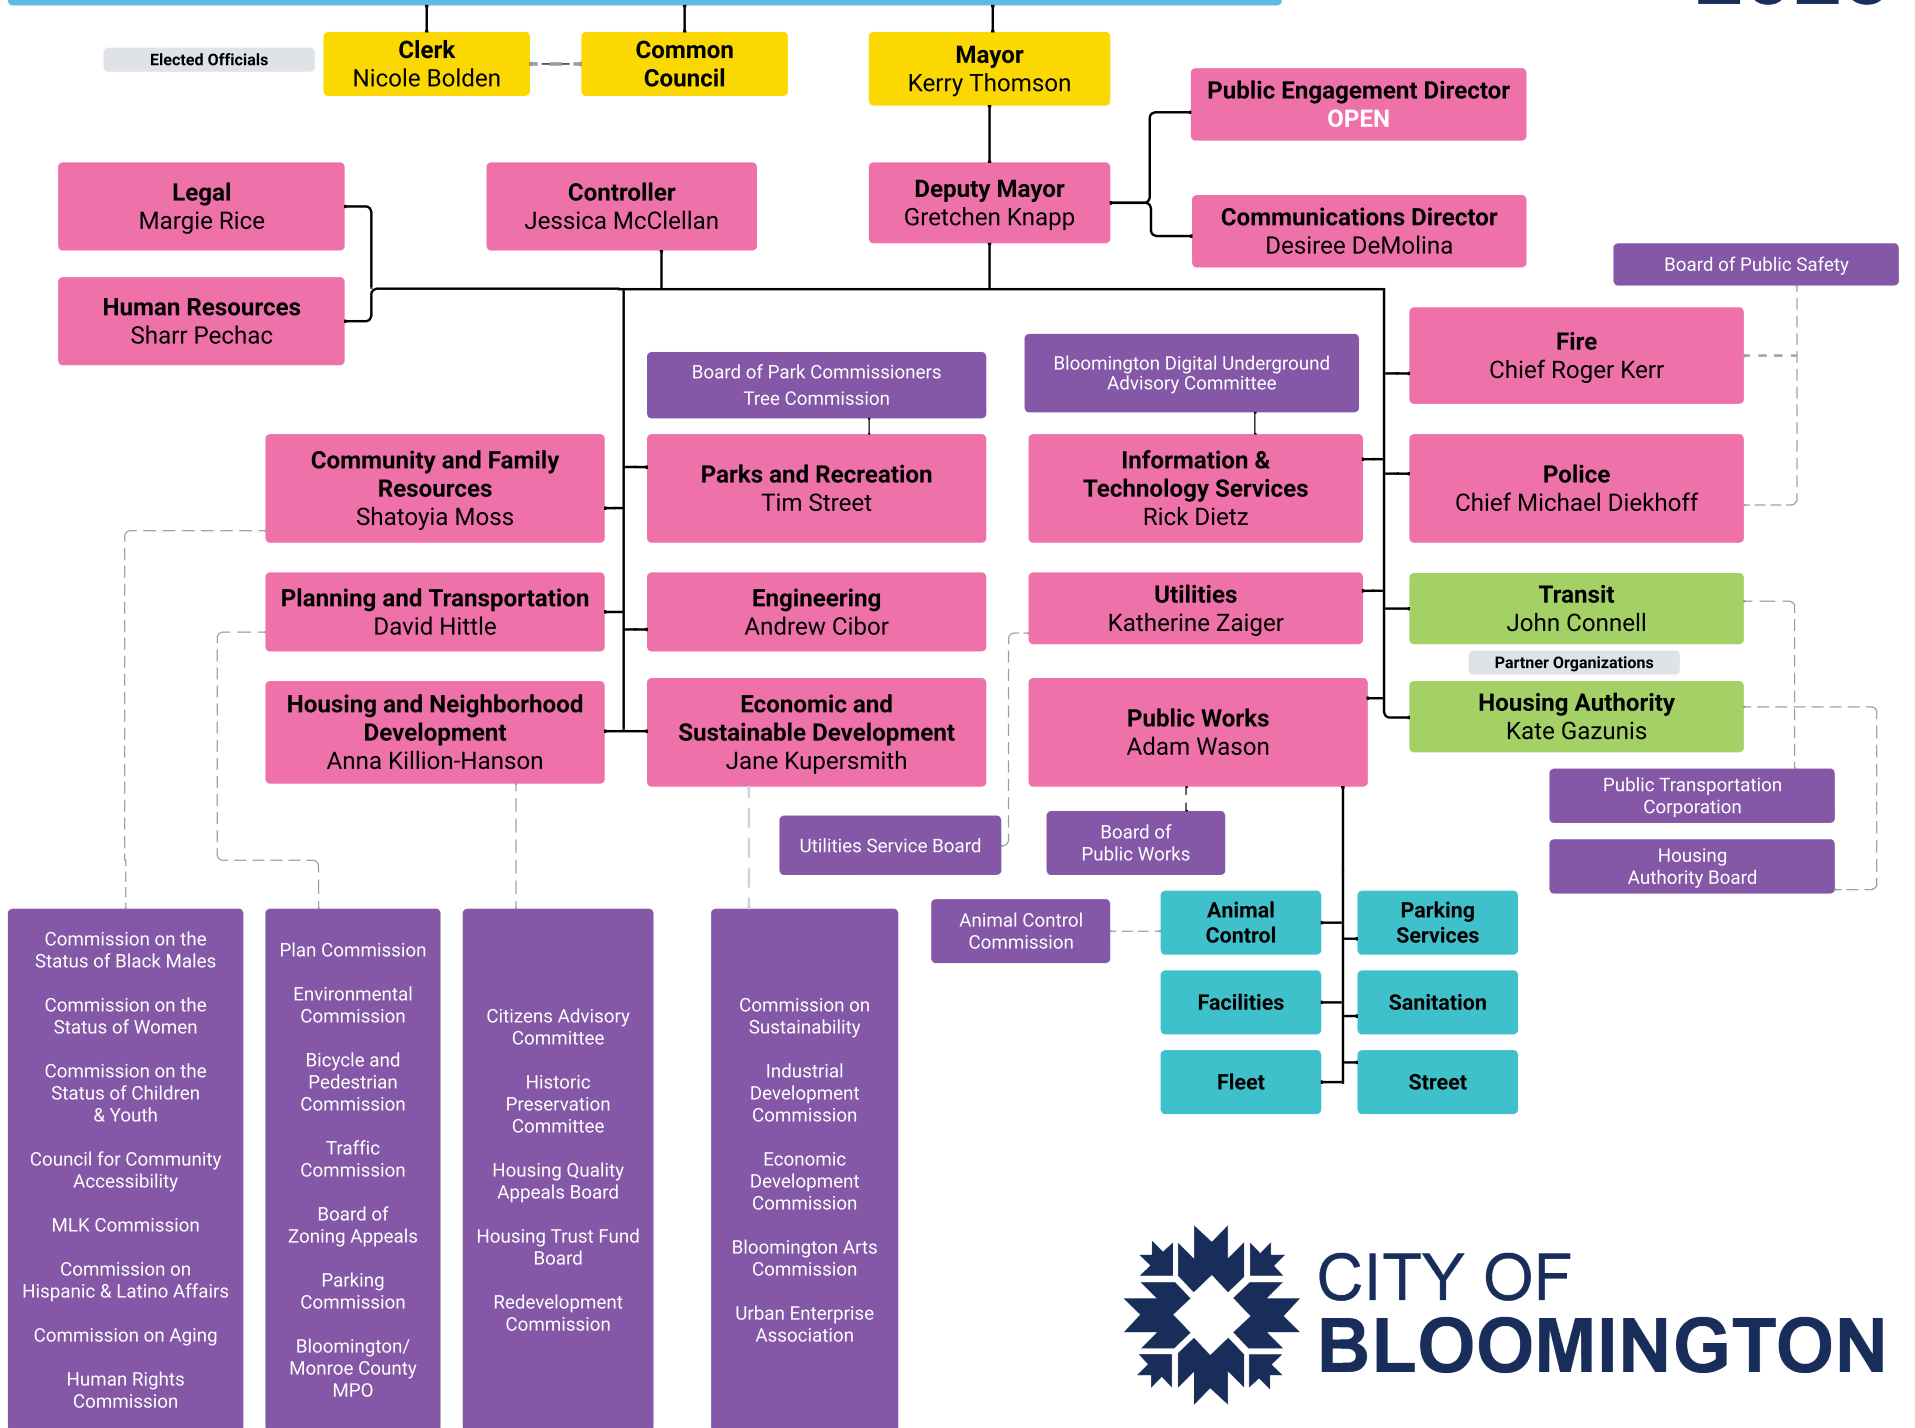 Elected Officials
Clerk
Nicole Bolden
Common
Council
Mayor
Kerry Thomson
Public Engagement Director
OPEN
Legal
Margie Rice
Controller
Jessica McClellan
Deputy Mayor
Gretchen Knapp
Communications Director
Desiree DeMolina
Board of Public Safety
Human Resources
Sharr Pechac
Fire
Chief Roger Kerr
Board of Park Commissioners
Tree Commission
Bloomington Digital Underground
Advisory Committee
Community and Family
Resources
Shatoyia Moss
Parks and Recreation
Tim Street
Information &
Technology Services
Rick Dietz
Police
Chief Michael Diekhoff
Planning and Transportation
David Hittle
Engineering
Andrew Cibor
Utilities
Katherine Zaiger
Transit
John Connell
Partner Organizations
Housing and Neighborhood
Development
Anna Killion-Hanson
Economic and
Sustainable Development
Jane Kupersmith
Public Works
Adam Wason
Housing Authority
Kate Gazunis
Public Transportation
Corporation
Utilities Service Board
Board of
Public Works
Housing
Authority Board
Animal Control
Commission
Animal
Control
Parking
Services
Facilities
Sanitation
Fleet
Street
Commission on the
Status of Black Males
Commission on the
Status of Women
Commission on the
Status of Children
& Youth
Council for Community
Accessibility
MLK Commission
Commission on
Hispanic & Latino Affairs
Commission on Aging
Human Rights
Commission
Plan Commission
Environmental
Commission
Bicycle and
Pedestrian
Commission
Traffic
Commission
Board of
Zoning Appeals
Parking
Commission
Bloomington/
Monroe County
MPO
Citizens Advisory
Committee
Historic
Preservation
Committee
Housing Quality
Appeals Board
Housing Trust Fund
Board
Redevelopment
Commission
Commission on
Sustainability
Industrial
Development
Commission
Economic
Development
Commission
Bloomington Arts
Commission
Urban Enterprise
Association
CITY OF
BLOOMINGTON